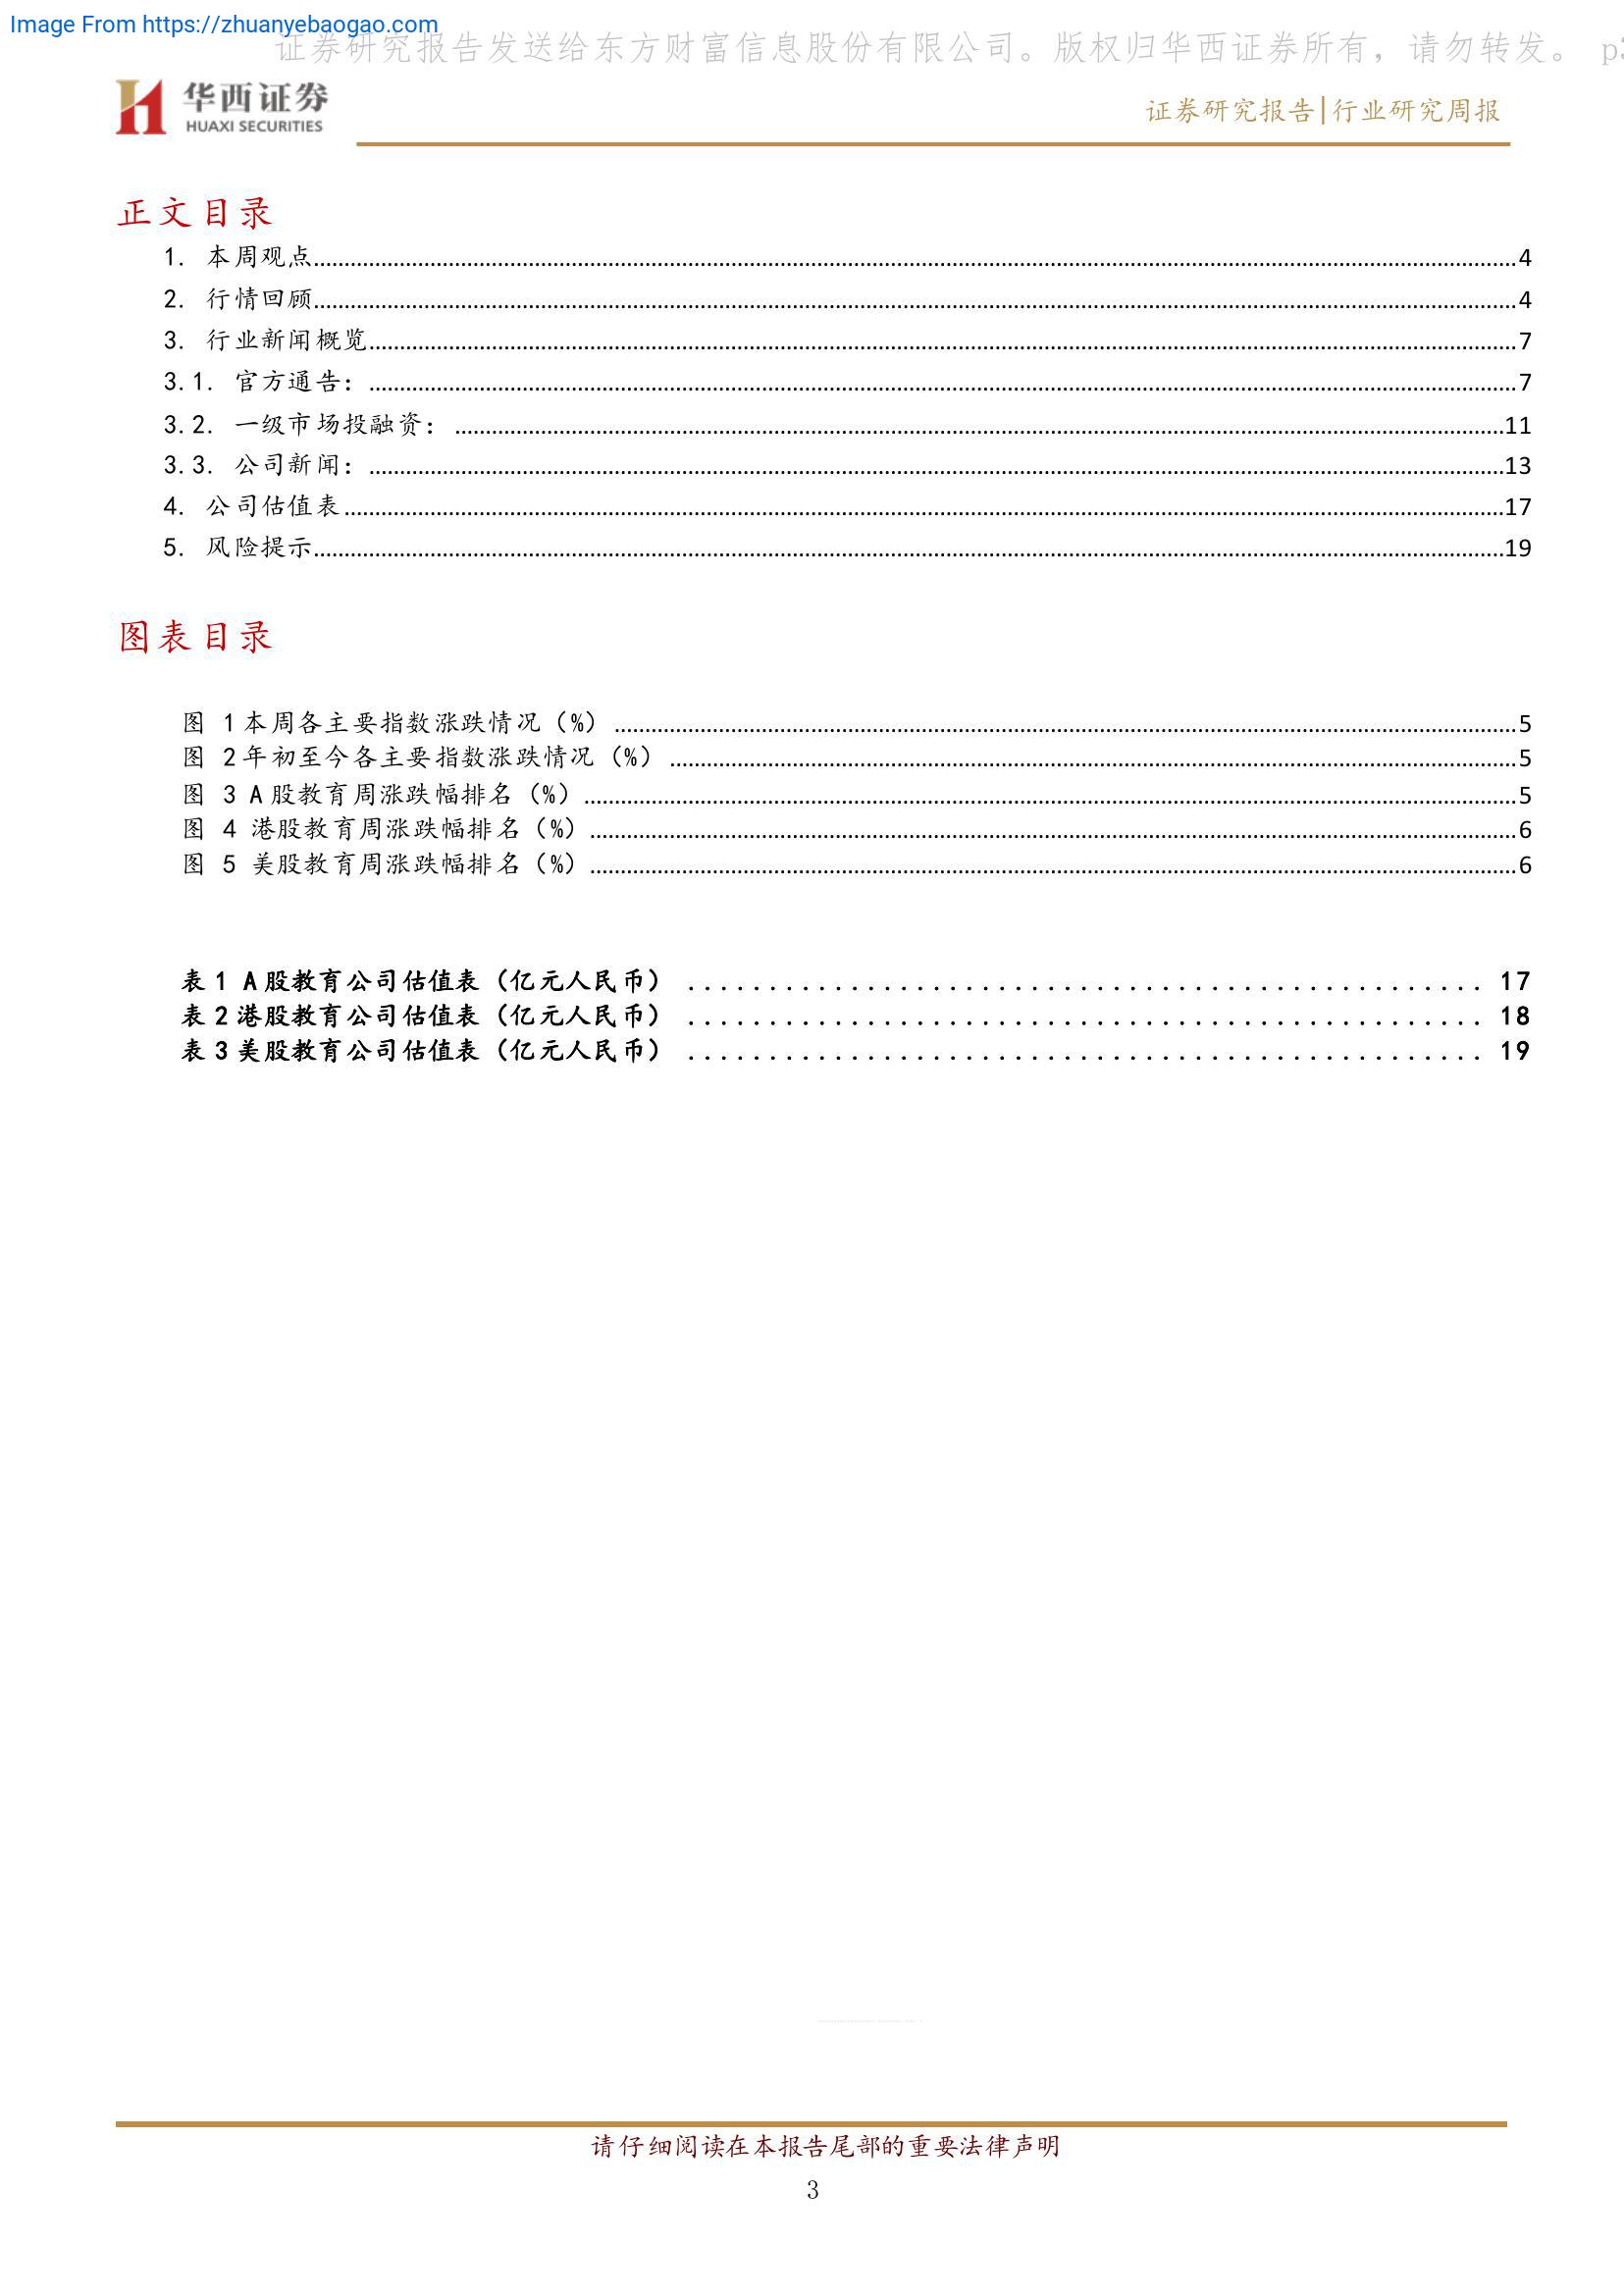 Image From https://zhuanyebaogao.com
证券研究报告发送给东方财富信息股份有限公司。版权归华西证券所有，请勿转发。 p3
华西证券
HUAXI SECURITIES
证券研究报告|行业研究周报
正文目录
1. 本周观点........................................4
2. 行情回顾........................................4
3. 行业新闻概览........................................7
3.1. 官方通告：........................................7
3.2. 一级市场投融资：........................................11
3.3. 公司新闻：........................................13
4. 公司估值表........................................17
5. 风险提示........................................19
图表目录
图 1本周各主要指数涨跌情况（%）........................................5
图 2年初至今各主要指数涨跌情况（%）........................................5
图 3 A股教育周涨跌幅排名（%）........................................5
图 4 港股教育周涨跌幅排名（%）........................................6
图 5 美股教育周涨跌幅排名（%）........................................6
表1 A股教育公司估值表（亿元人民币）........................................17
表2港股教育公司估值表（亿元人民币）........................................18
表3美股教育公司估值表（亿元人民币）........................................19
请仔细阅读在本报告尾部的重要法律声明
3